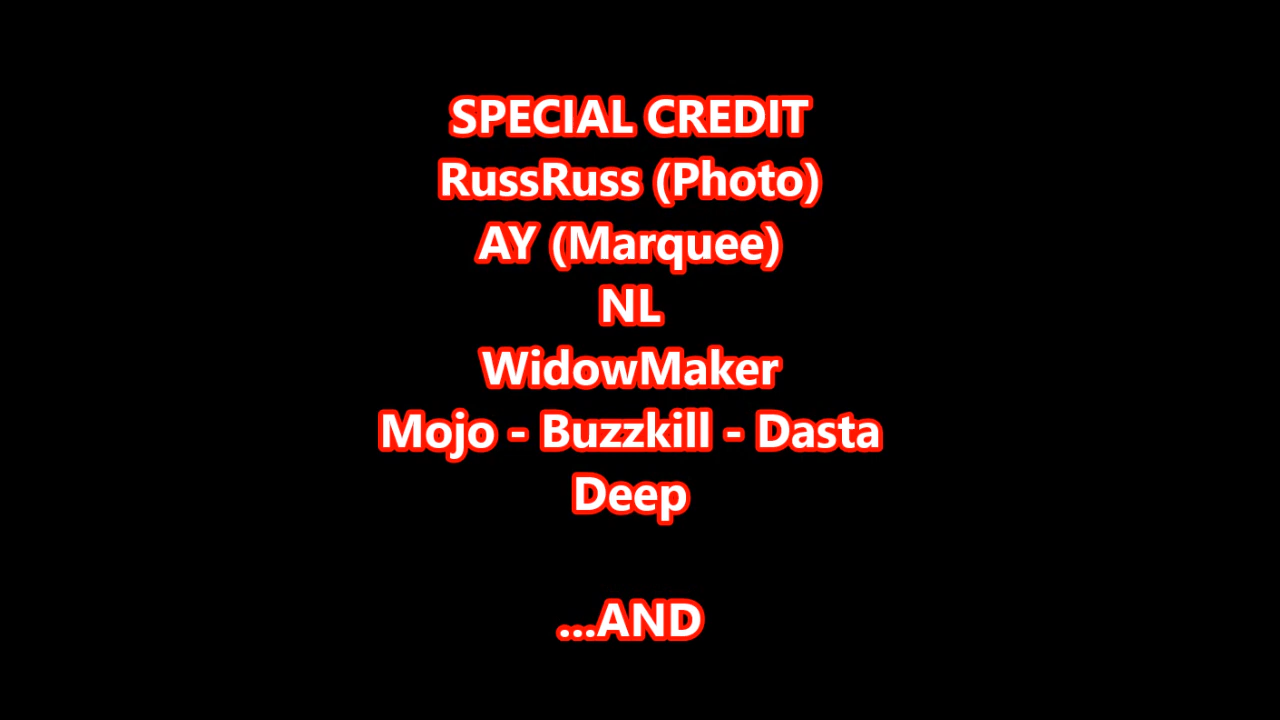 SPECIAL CREDIT
RussRuss (Photo)
AY (Marquee)
NL
WidowMaker
Mojo - Buzzkill - Dasta
Deep
...AND